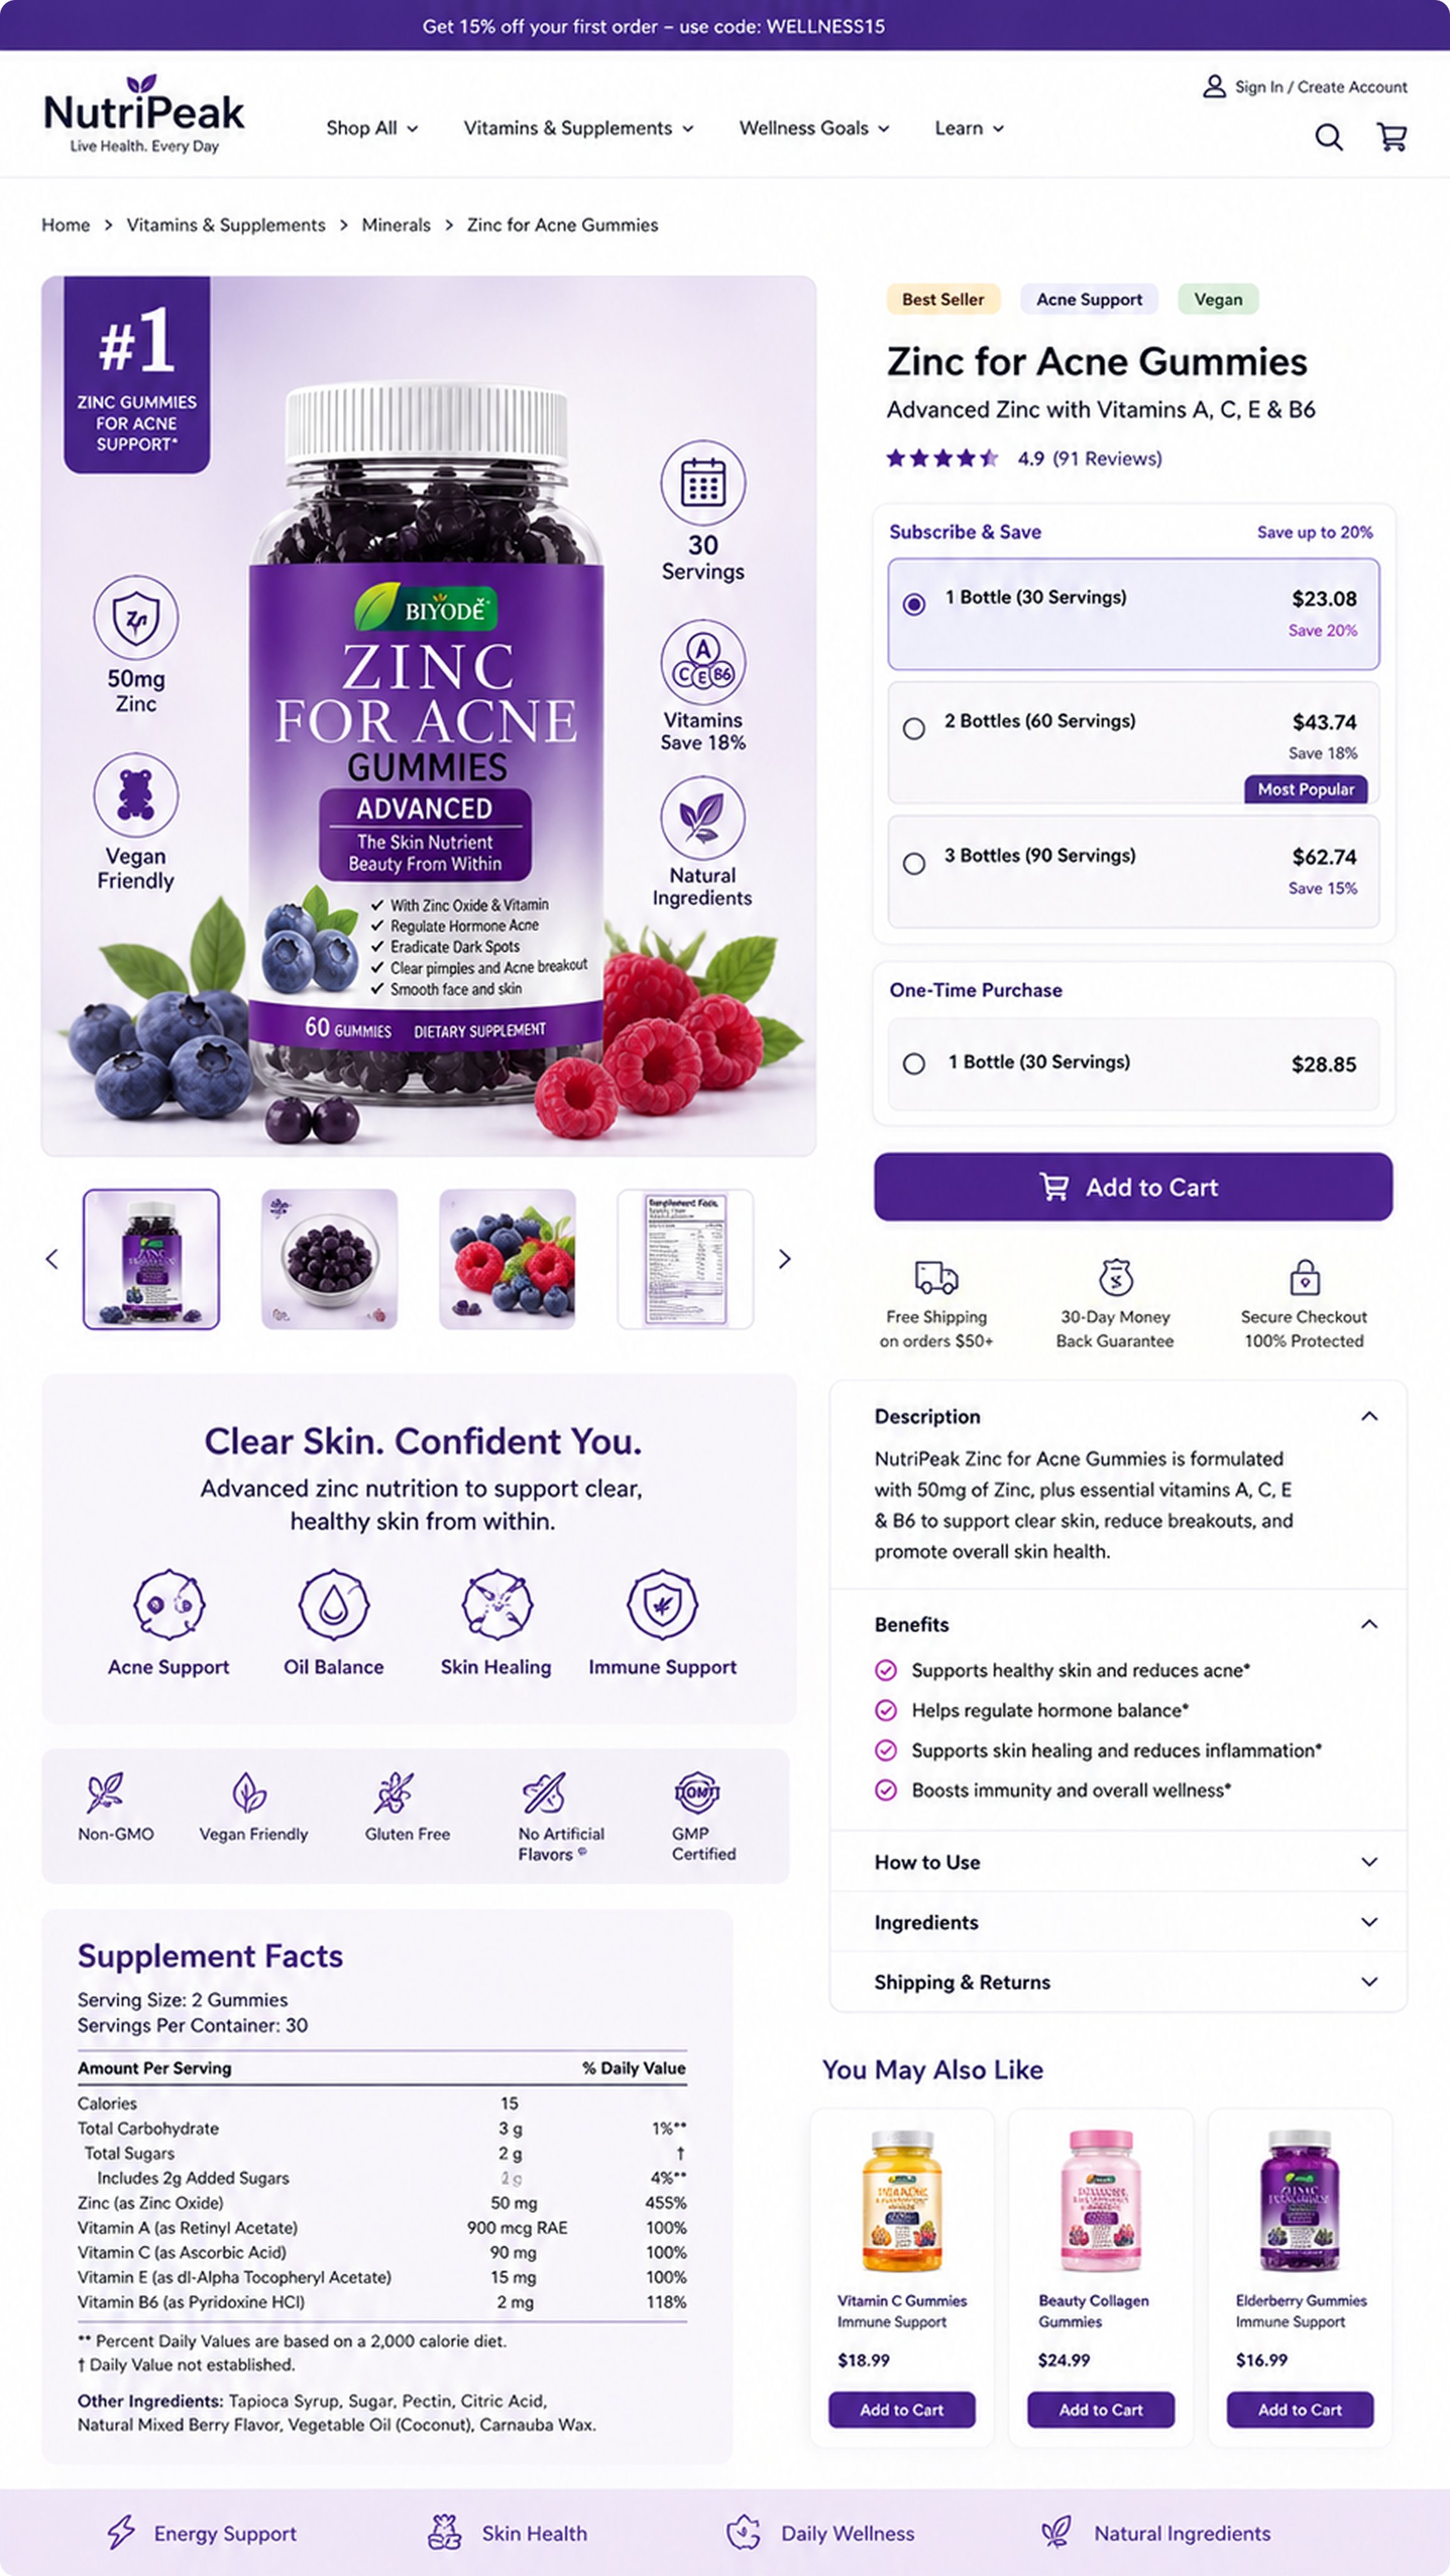 Get 15% off your first order – use code: WELLNESS15
NutriPeak
Live Health. Every Day
Shop All
Vitamins & Supplements
Wellness Goals
Learn
Sign In / Create Account
Home > Vitamins & Supplements > Minerals > Zinc for Acne Gummies
#1
ZINC GUMMIES
FOR ACNE
SUPPORT*
50mg
Zinc
Vegan
Friendly
30
Servings
A
C E B6
Vitamins
Save 18%
Natural
Ingredients
BIYODĚ
ZINC
FOR ACNE
GUMMIES
ADVANCED
The Skin Nutrient
Beauty From Within
With Zinc Oxide & Vitamin
Regulate Hormone Acne
Eradicate Dark Spots
Clear pimples and Acne breakout
Smooth face and skin
60 GUMMIES DIETARY SUPPLEMENT
Best Seller
Acne Support
Vegan
Zinc for Acne Gummies
Advanced Zinc with Vitamins A, C, E & B6
4.9 (91 Reviews)
Subscribe & Save
Save up to 20%
1 Bottle (30 Servings) $23.08
Save 20%
2 Bottles (60 Servings) $43.74
Save 18%
Most Popular
3 Bottles (90 Servings) $62.74
Save 15%
One-Time Purchase
1 Bottle (30 Servings) $28.85
Add to Cart
Free Shipping
on orders $50+
30-Day Money
Back Guarantee
Secure Checkout
100% Protected
Clear Skin. Confident You.
Advanced zinc nutrition to support clear,
healthy skin from within.
Acne Support
Oil Balance
Skin Healing
Immune Support
Non-GMO
Vegan Friendly
Gluten Free
No Artificial
Flavors
GMP
Certified
Description
NutriPeak Zinc for Acne Gummies is formulated
with 50mg of Zinc, plus essential vitamins A, C, E
& B6 to support clear skin, reduce breakouts, and
promote overall skin health.
Benefits
Supports healthy skin and reduces acne*
Helps regulate hormone balance*
Supports skin healing and reduces inflammation*
Boosts immunity and overall wellness*
How to Use
Ingredients
Shipping & Returns
Supplement Facts
Serving Size: 2 Gummies
Servings Per Container: 30
Amount Per Serving % Daily Value
Calories 15
Total Carbohydrate 3 g 1%**
Total Sugars 2 g †
Includes 2g Added Sugars 4%**
Zinc (as Zinc Oxide) 50 mg 455%
Vitamin A (as Retinyl Acetate) 900 mcg RAE 100%
Vitamin C (as Ascorbic Acid) 90 mg 100%
Vitamin E (as dl-Alpha Tocopheryl Acetate) 15 mg 100%
Vitamin B6 (as Pyridoxine HCl) 2 mg 118%
** Percent Daily Values are based on a 2,000 calorie diet.
† Daily Value not established.
Other Ingredients: Tapioca Syrup, Sugar, Pectin, Citric Acid,
Natural Mixed Berry Flavor, Vegetable Oil (Coconut), Carnauba Wax.
You May Also Like
Vitamin C Gummies
Immune Support
$18.99
Add to Cart
Beauty Collagen
Gummies
$24.99
Add to Cart
Elderberry Gummies
Immune Support
$16.99
Add to Cart
Energy Support
Skin Health
Daily Wellness
Natural Ingredients